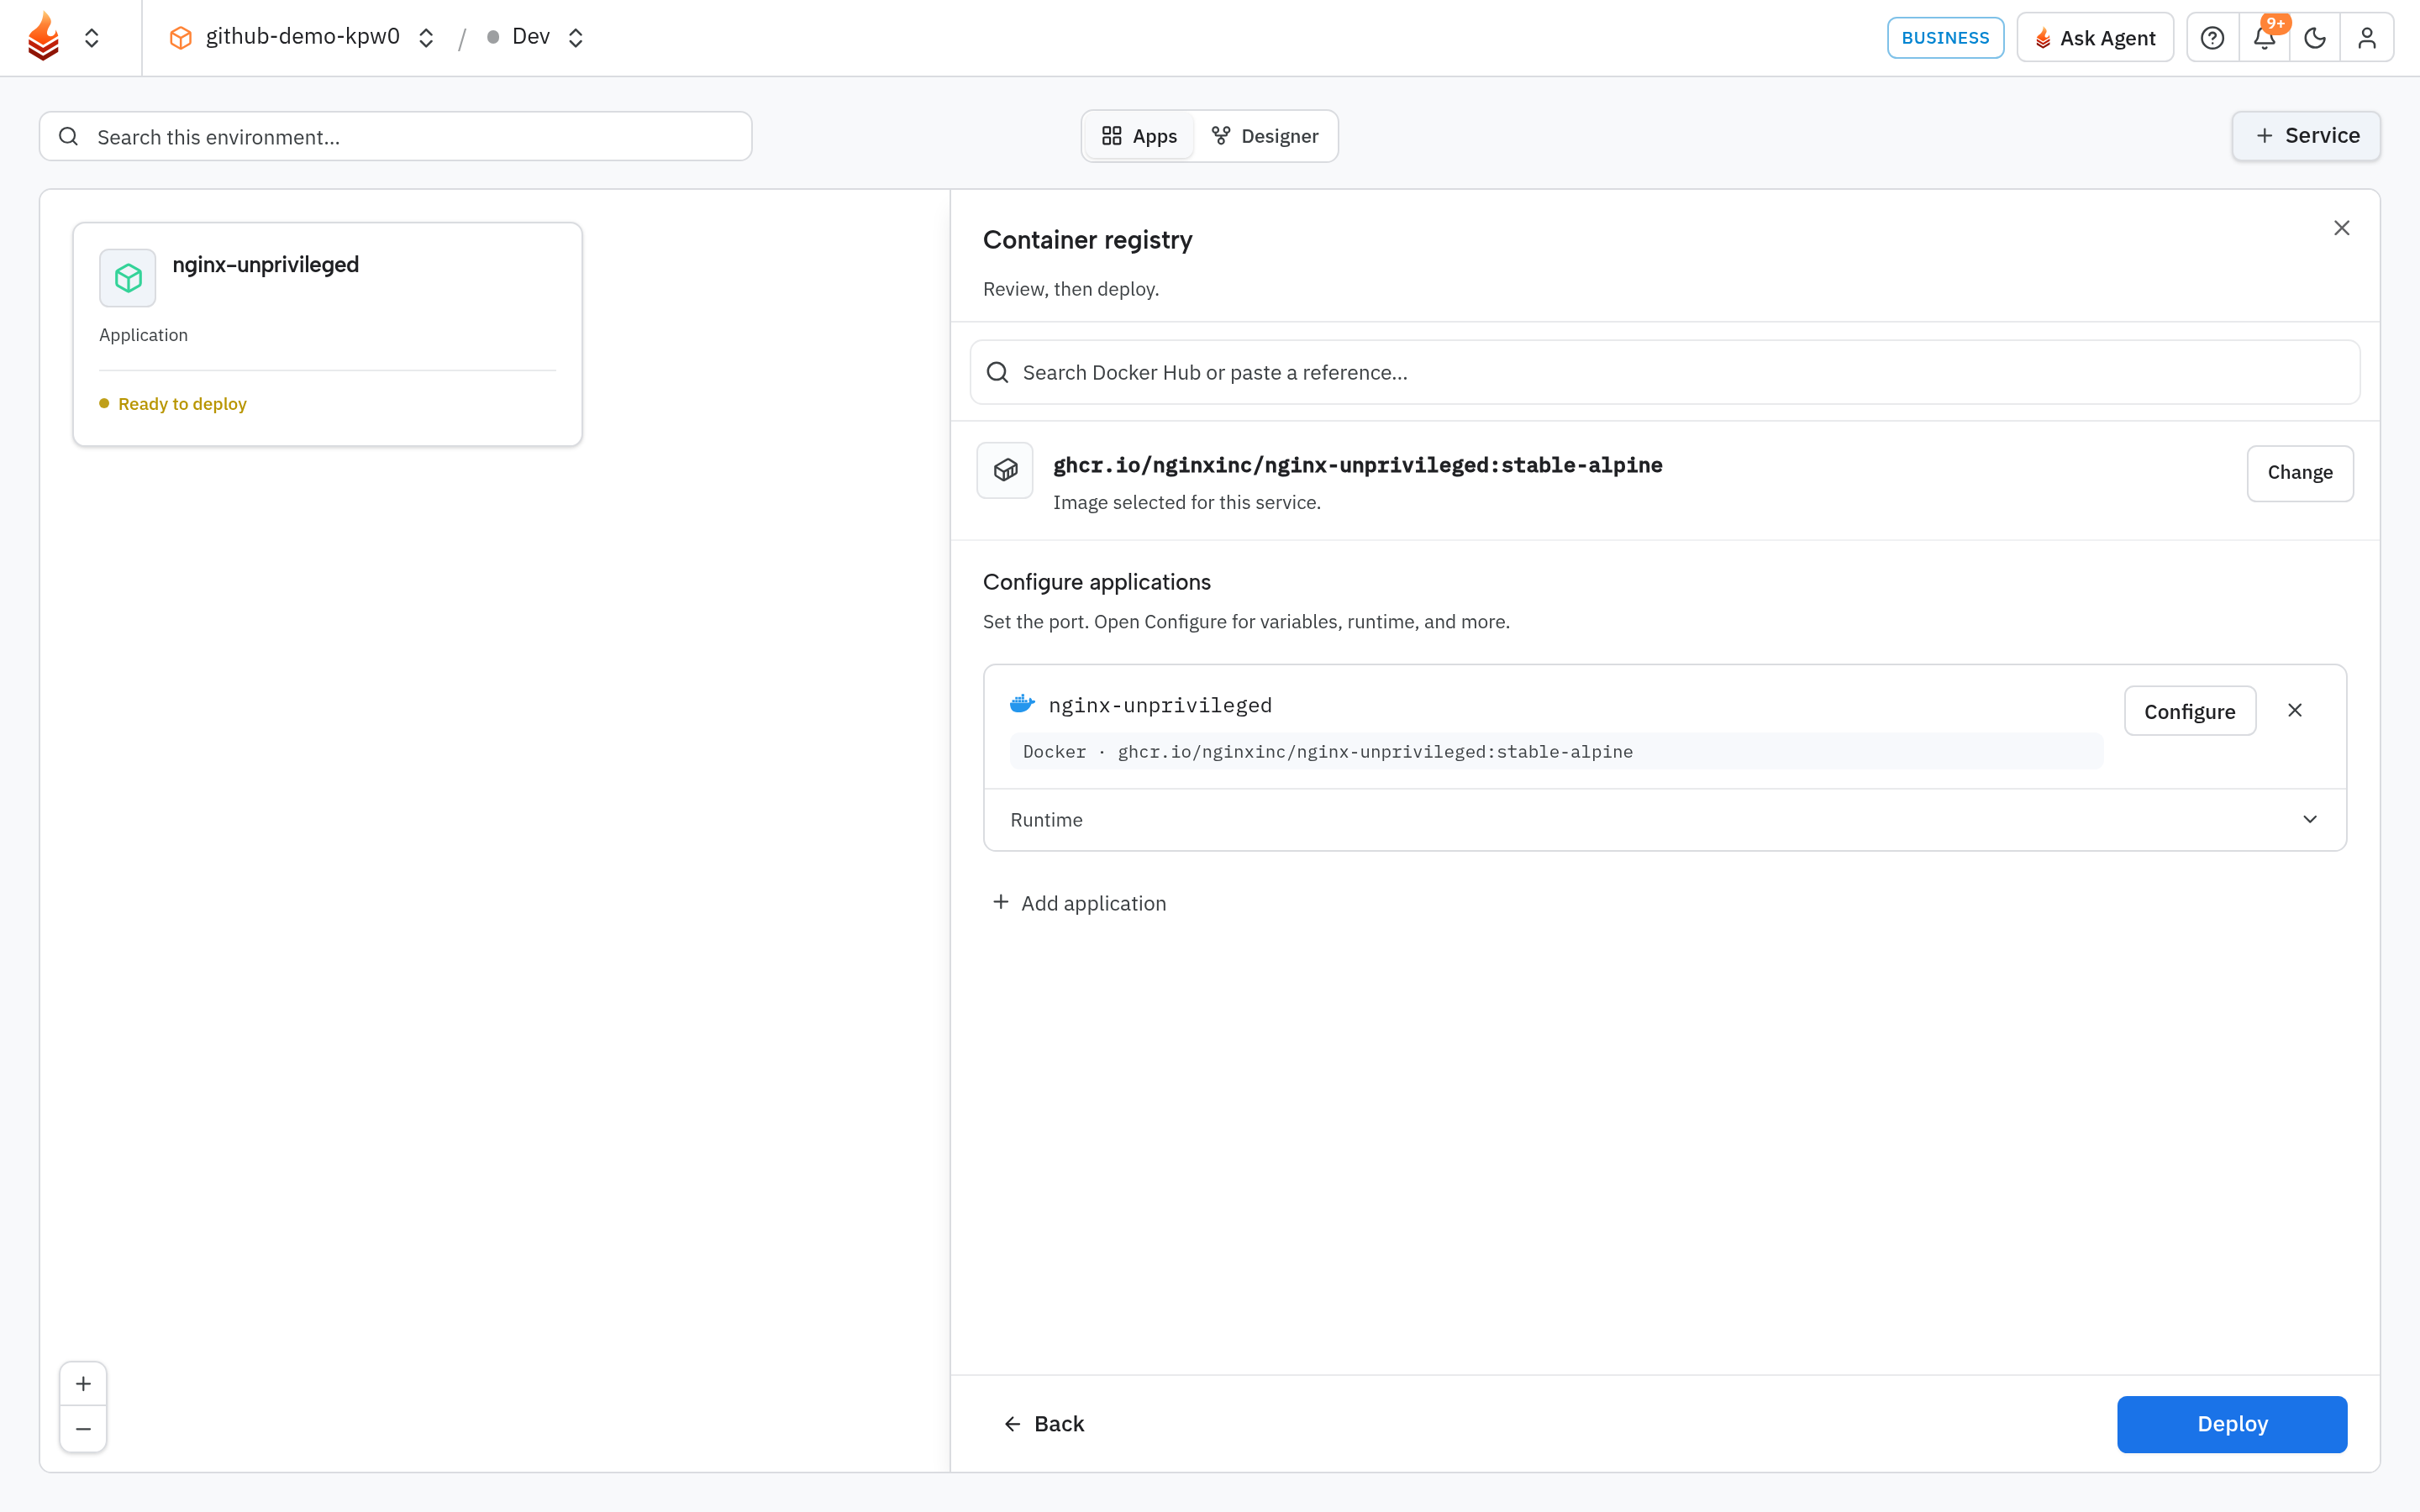 github-demo-kpw0 / Dev
BUSINESS
Ask Agent
9+
Search this environment...
Apps
Designer
+ Service
nginx-unprivileged
Application
Ready to deploy
Container registry
Review, then deploy.
Search Docker Hub or paste a reference...
ghcr.io/nginxinc/nginx-unprivileged:stable-alpine
Image selected for this service.
Change
Configure applications
Set the port. Open Configure for variables, runtime, and more.
nginx-unprivileged
Configure
Docker · ghcr.io/nginxinc/nginx-unprivileged:stable-alpine
Runtime
+ Add application
Back
Deploy